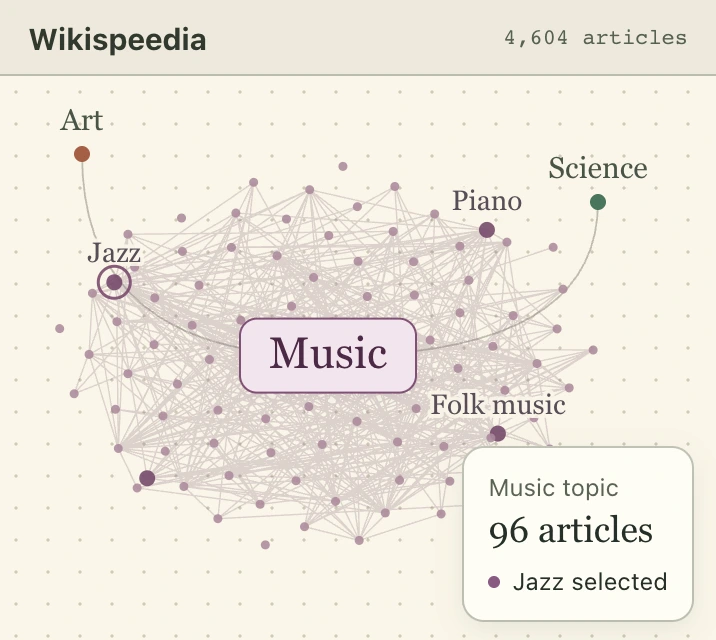 Wikispeedia
4,604 articles
Art
Science
Piano
Jazz
Music
Folk music
Music topic
96 articles
Jazz selected